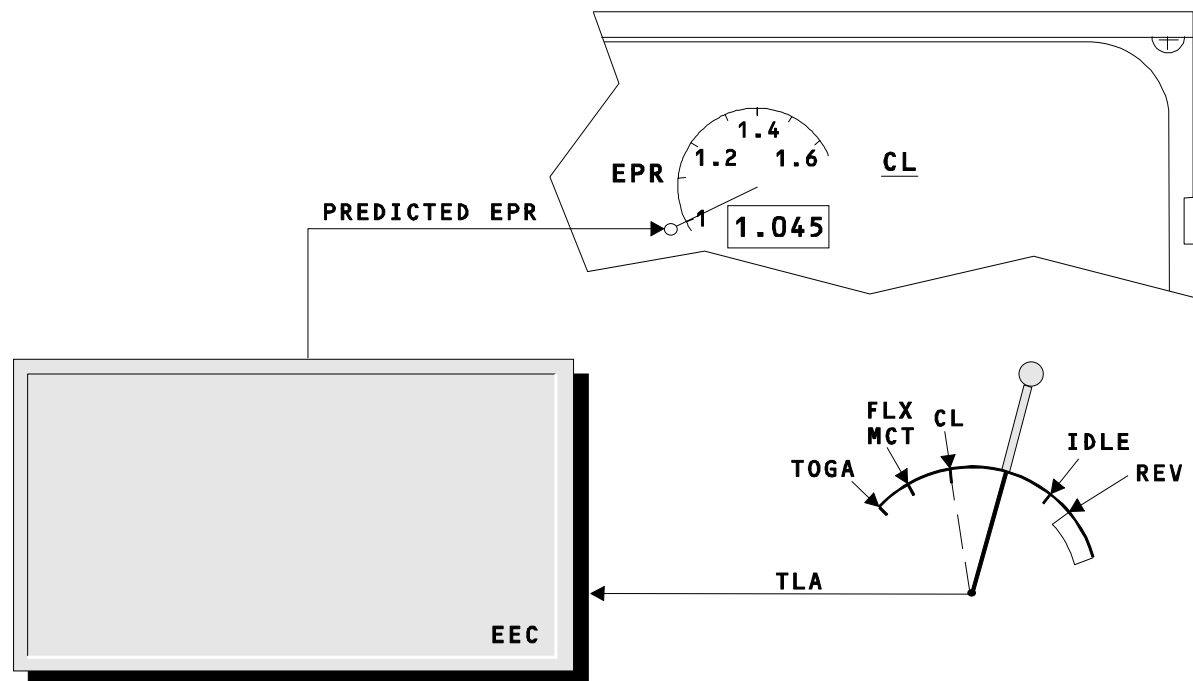 1.4
1.2
1.6
CL
EPR
PREDICTED EPR
1
1.045
FLX
MCT
CL
IDLE
TOGA
REV
TLA
EEC